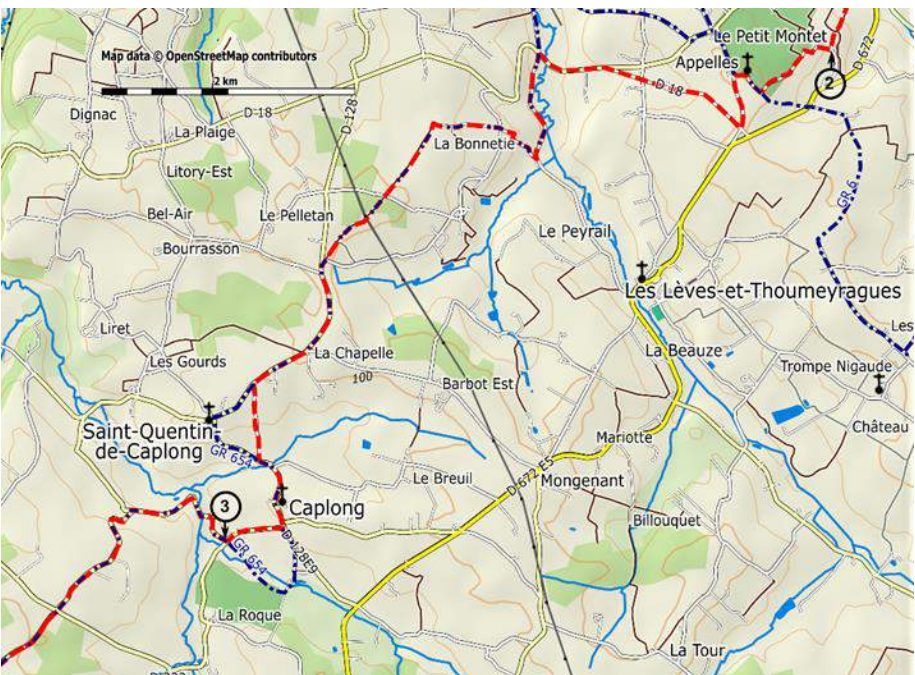 Le Petit Montet
Map data © OpenStreetMap contributors
Appelles
D 672
2 km
2
D 18
D 18
Dignac
D 128
La Plaige
La Bonnetie
Litory-Est
GR 6
Bel-Air
Le Pelletan
Le Peyrail
Bourrasson
Les Lèves-et-Thoumeyragues
Liret
Les
La Chapelle
La Beauze
Les Gourds
Trompe Nigaude
100
Barbot Est
Saint-Quentin-
de-Caplong
Château
Mariotte
GR 654
Le Breuil
D 672 E5
Mongenant
3
Caplong
Billouquet
D 128E9
GR 654
La Roque
La Tour